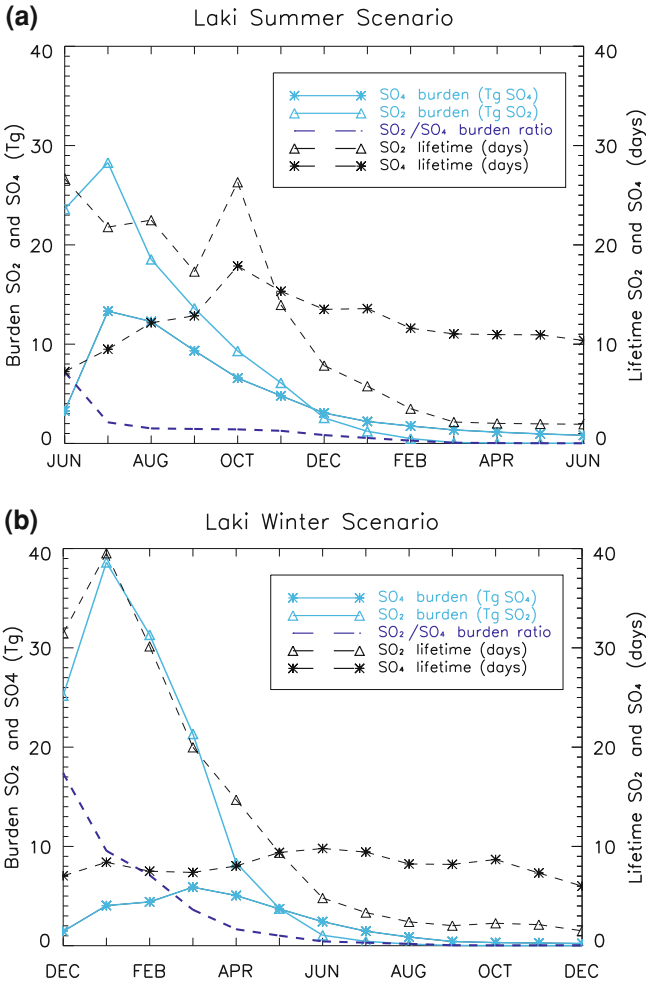 (a)
Laki Summer Scenario
40 40
30 30
20 20
10 10
0 0
Burden SO₂ and SO₄ (Tg)
Lifetime SO₂ and SO₄ (days)
SO₄ burden (Tg SO₄)
SO₂ burden (Tg SO₂)
SO₂/SO₄ burden ratio
SO₂ lifetime (days)
SO₄ lifetime (days)
JUN AUG OCT DEC FEB APR JUN
(b)
Laki Winter Scenario
40 40
30 30
20 20
10 10
0 0
Burden SO₂ and SO4 (Tg)
Lifetime SO₂ and SO₄ (days)
SO₄ burden (Tg SO₄)
SO₂ burden (Tg SO₂)
SO₂/SO₄ burden ratio
SO₂ lifetime (days)
SO₄ lifetime (days)
DEC FEB APR JUN AUG OCT DEC